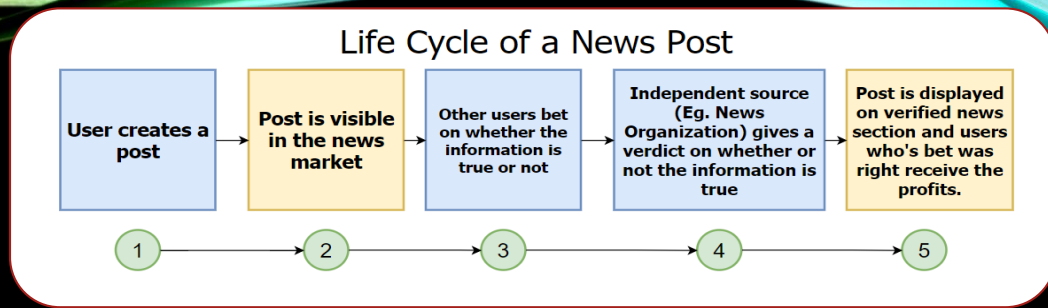 Life Cycle of a News Post
User creates a
post
Post is visible
in the news
market
Other users bet
on whether the
information is
true or not
Independent source
(Eg. News
Organization) gives a
verdict on whether or
not the information is
true
Post is displayed
on verified news
section and users
who's bet was
right receive the
profits.
1
2
3
4
5